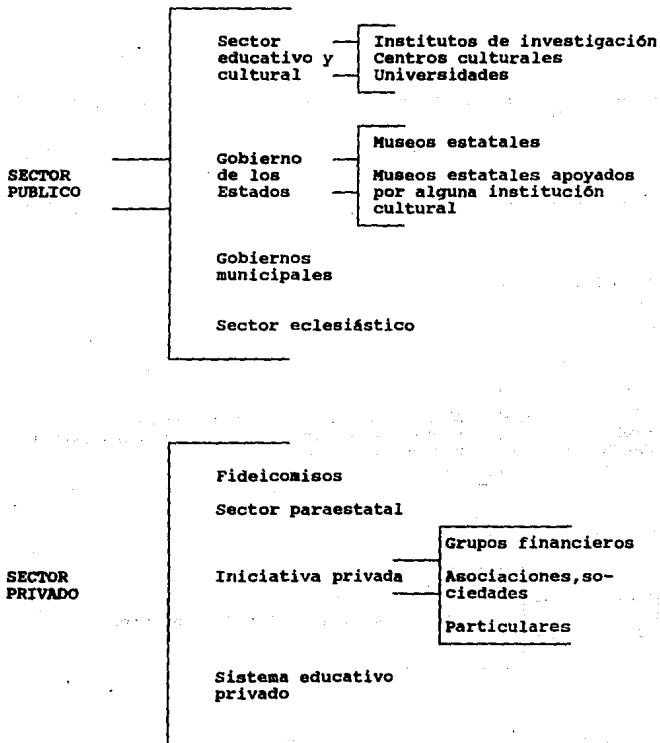 SECTOR
PUBLICO
Sector
educativo y
cultural
Institutos de investigación
Centros culturales
Universidades
Gobierno
de los
Estados
Museos estatales
Museos estatales apoyados
por alguna institución
cultural
Gobiernos
municipales
Sector eclesiástico
SECTOR
PRIVADO
Fideicomisos
Sector paraestatal
Iniciativa privada
Grupos financieros
Asociaciones,so-
ciedades
Particulares
Sistema educativo
privado